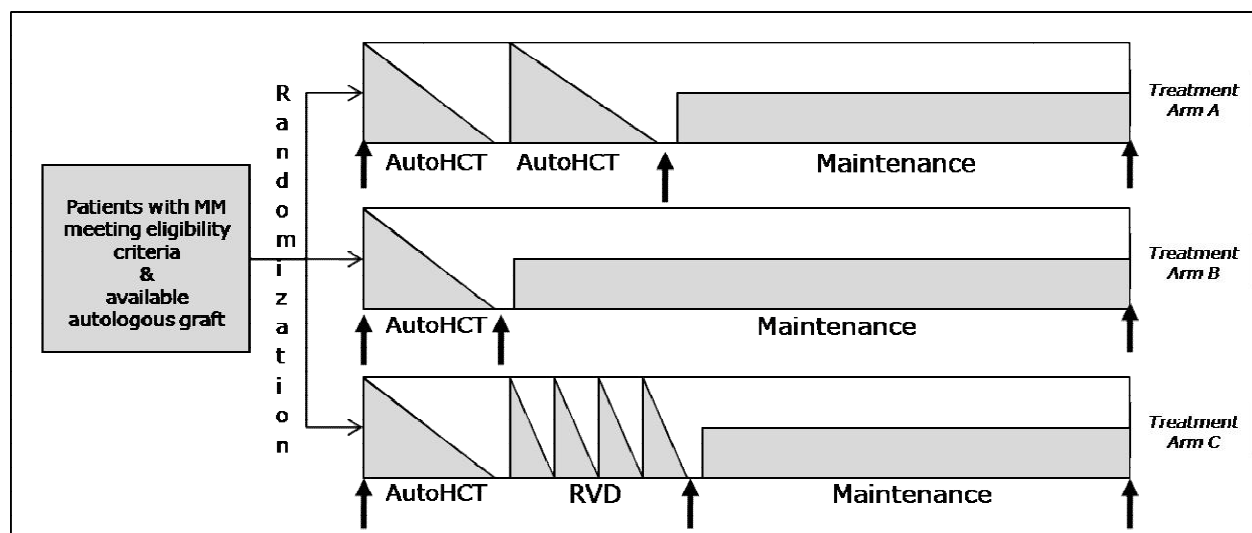 Patients with MM
meeting eligibility
criteria
&
available
autologous graft
R
a
n
d
o
m
i
z
a
t
i
o
n
AutoHCT AutoHCT Maintenance
Treatment
Arm A
AutoHCT Maintenance
Treatment
Arm B
AutoHCT RVD Maintenance
Treatment
Arm C